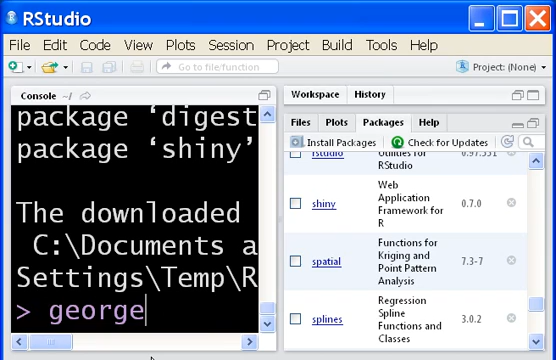 RStudio
File Edit Code View Plots Session Project Build Tools Help
Go to file/function
Project: (None)
Console ~/
package ‘digest
package ‘shiny’
The downloaded
C:\Documents a
Settings\Temp\R
> george
Workspace History
Files Plots Packages Help
Install Packages Check for Updates
rstudio Utilities for RStudio 0.97.551
shiny Web Application Framework for R 0.7.0
spatial Functions for Kriging and Point Pattern Analysis 7.3-7
splines Regression Spline Functions and Classes 3.0.2